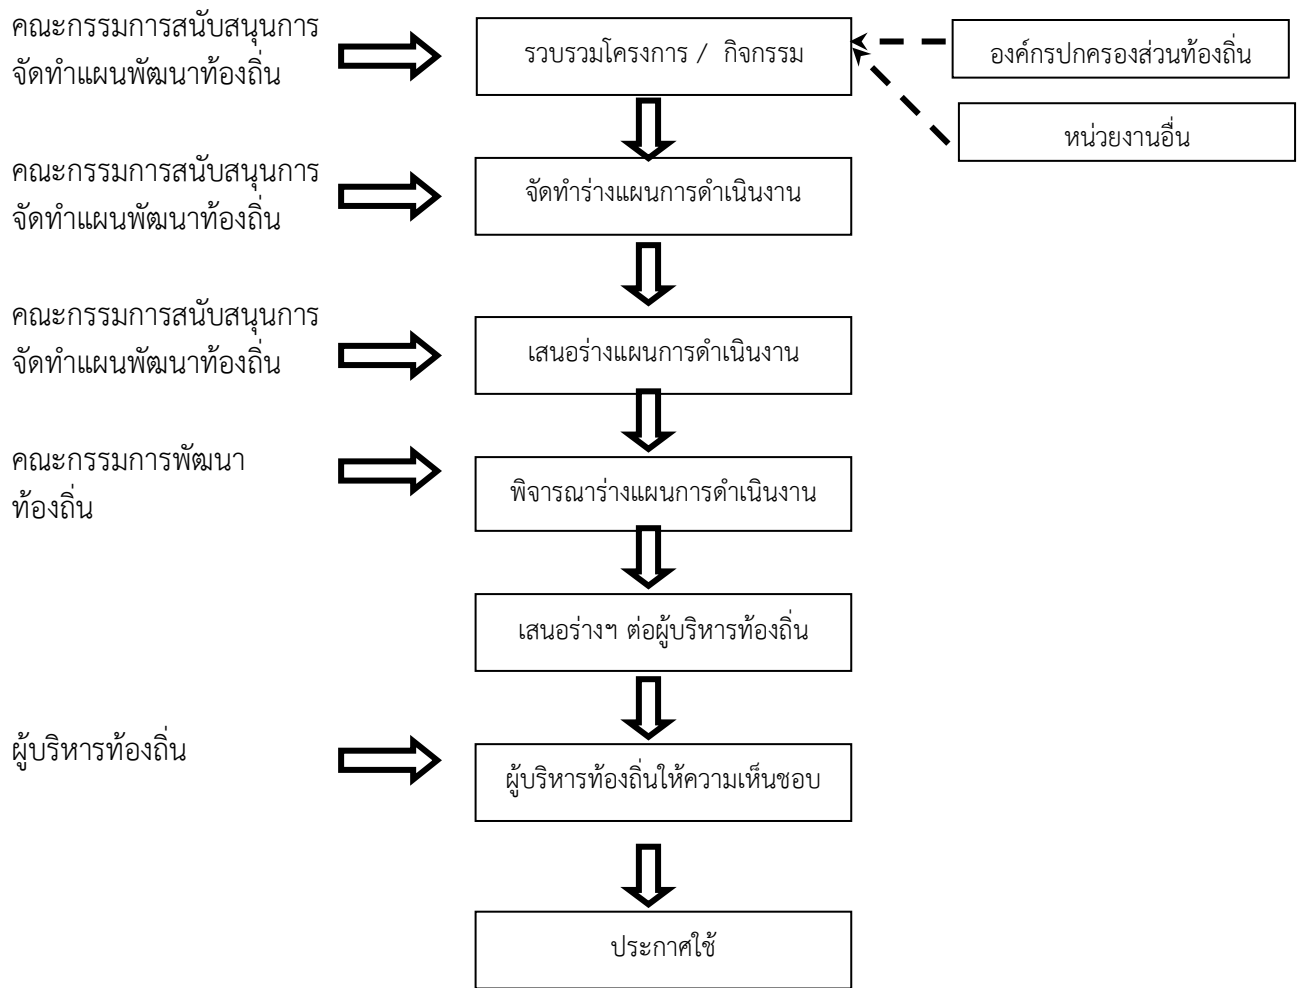 คณะกรรมการสนับสนุนการ
จัดทำแผนพัฒนาท้องถิ่น
รวบรวมโครงการ / กิจกรรม
องค์กรปกครองส่วนท้องถิ่น
หน่วยงานอื่น
คณะกรรมการสนับสนุนการ
จัดทำแผนพัฒนาท้องถิ่น
จัดทำร่างแผนการดำเนินงาน
คณะกรรมการสนับสนุนการ
จัดทำแผนพัฒนาท้องถิ่น
เสนอร่างแผนการดำเนินงาน
คณะกรรมการพัฒนา
ท้องถิ่น
พิจารณาร่างแผนการดำเนินงาน
เสนอร่างฯ ต่อผู้บริหารท้องถิ่น
ผู้บริหารท้องถิ่น
ผู้บริหารท้องถิ่นให้ความเห็นชอบ
ประกาศใช้